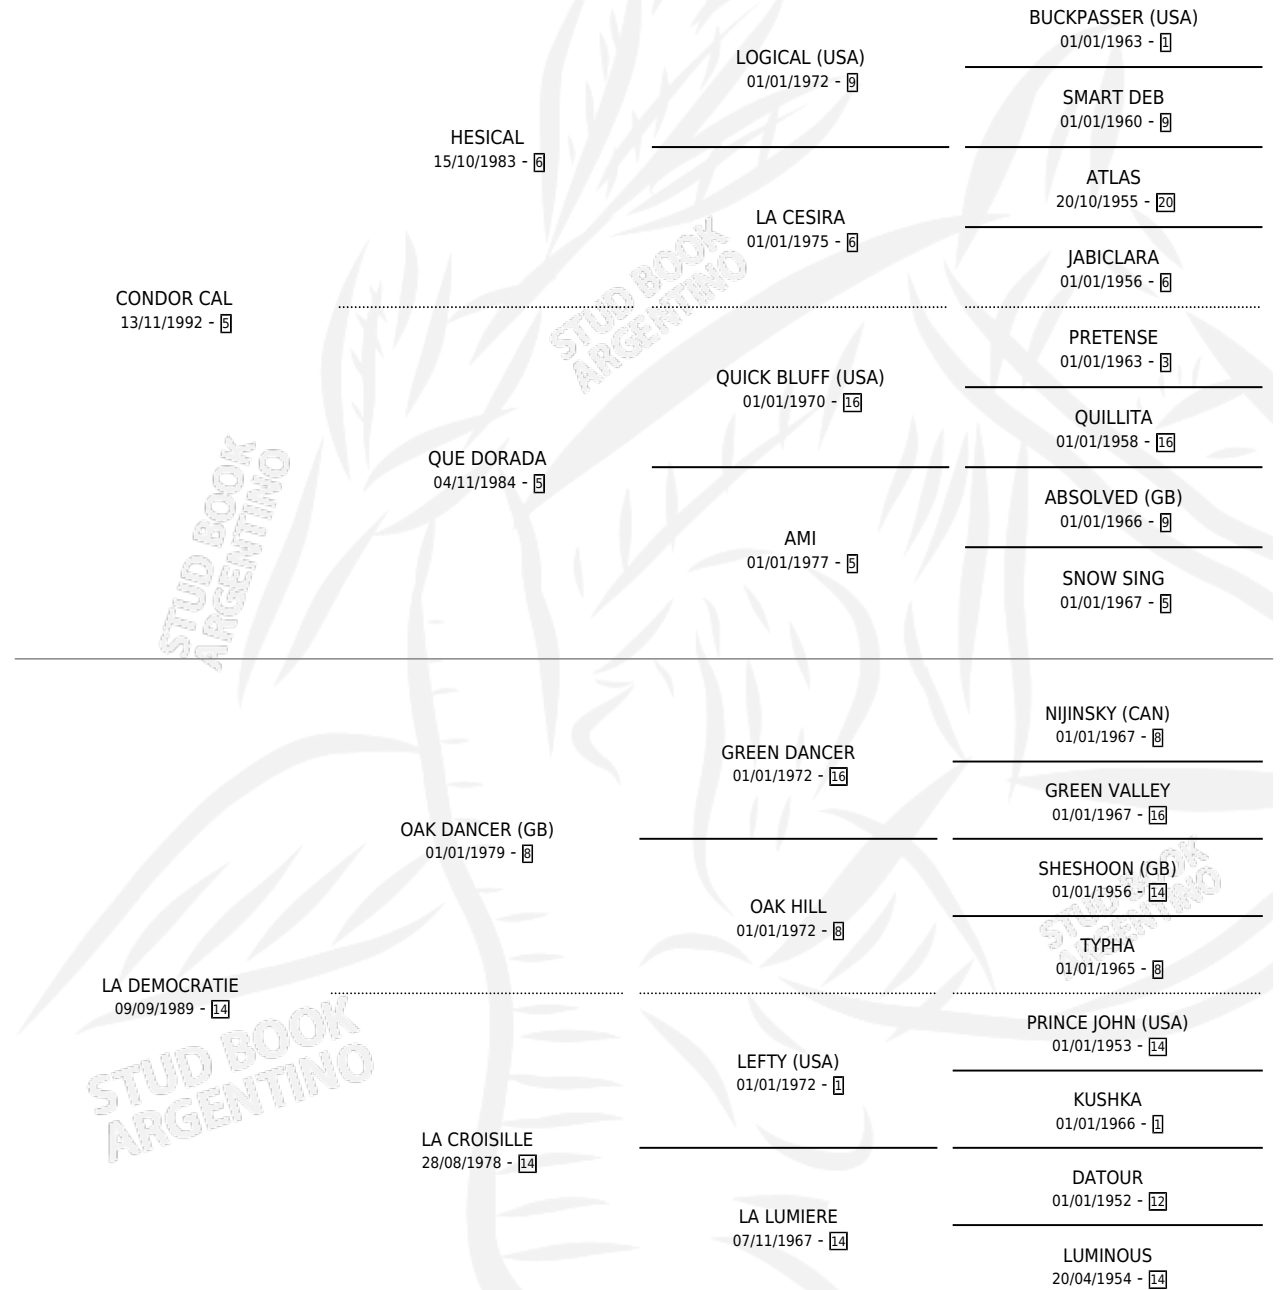 BUCKPASSER (USA)
01/01/1963 - 1
LOGICAL (USA)
01/01/1972 - 9
SMART DEB
01/01/1960 - 9
HESICAL
15/10/1983 - 6
ATLAS
20/10/1955 - 20
LA CESIRA
01/01/1975 - 6
JABICLARA
01/01/1956 - 6
CONDOR CAL
13/11/1992 - 5
PRETENSE
01/01/1963 - 3
QUICK BLUFF (USA)
01/01/1970 - 16
QUILLITA
01/01/1958 - 16
QUE DORADA
04/11/1984 - 5
ABSOLVED (GB)
01/01/1966 - 9
AMI
01/01/1977 - 5
SNOW SING
01/01/1967 - 5
STUD BOOK
ARGENTINO
STUD BOOK
ARGENTINO
NIJINSKY (CAN)
01/01/1967 - 8
GREEN DANCER
01/01/1972 - 16
GREEN VALLEY
01/01/1967 - 16
OAK DANCER (GB)
01/01/1979 - 8
SHESHOON (GB)
01/01/1956 - 14
OAK HILL
01/01/1972 - 8
TYPHA
01/01/1965 - 8
STUD BOOK
ARGENTINO
LA DEMOCRATIE
09/09/1989 - 14
PRINCE JOHN (USA)
01/01/1953 - 14
LEFTY (USA)
01/01/1972 - 1
KUSHKA
01/01/1966 - 1
LA CROISILLE
28/08/1978 - 14
DATOUR
01/01/1952 - 12
LA LUMIERE
07/11/1967 - 14
LUMINOUS
20/04/1954 - 14
STUD BOOK
ARGENTINO